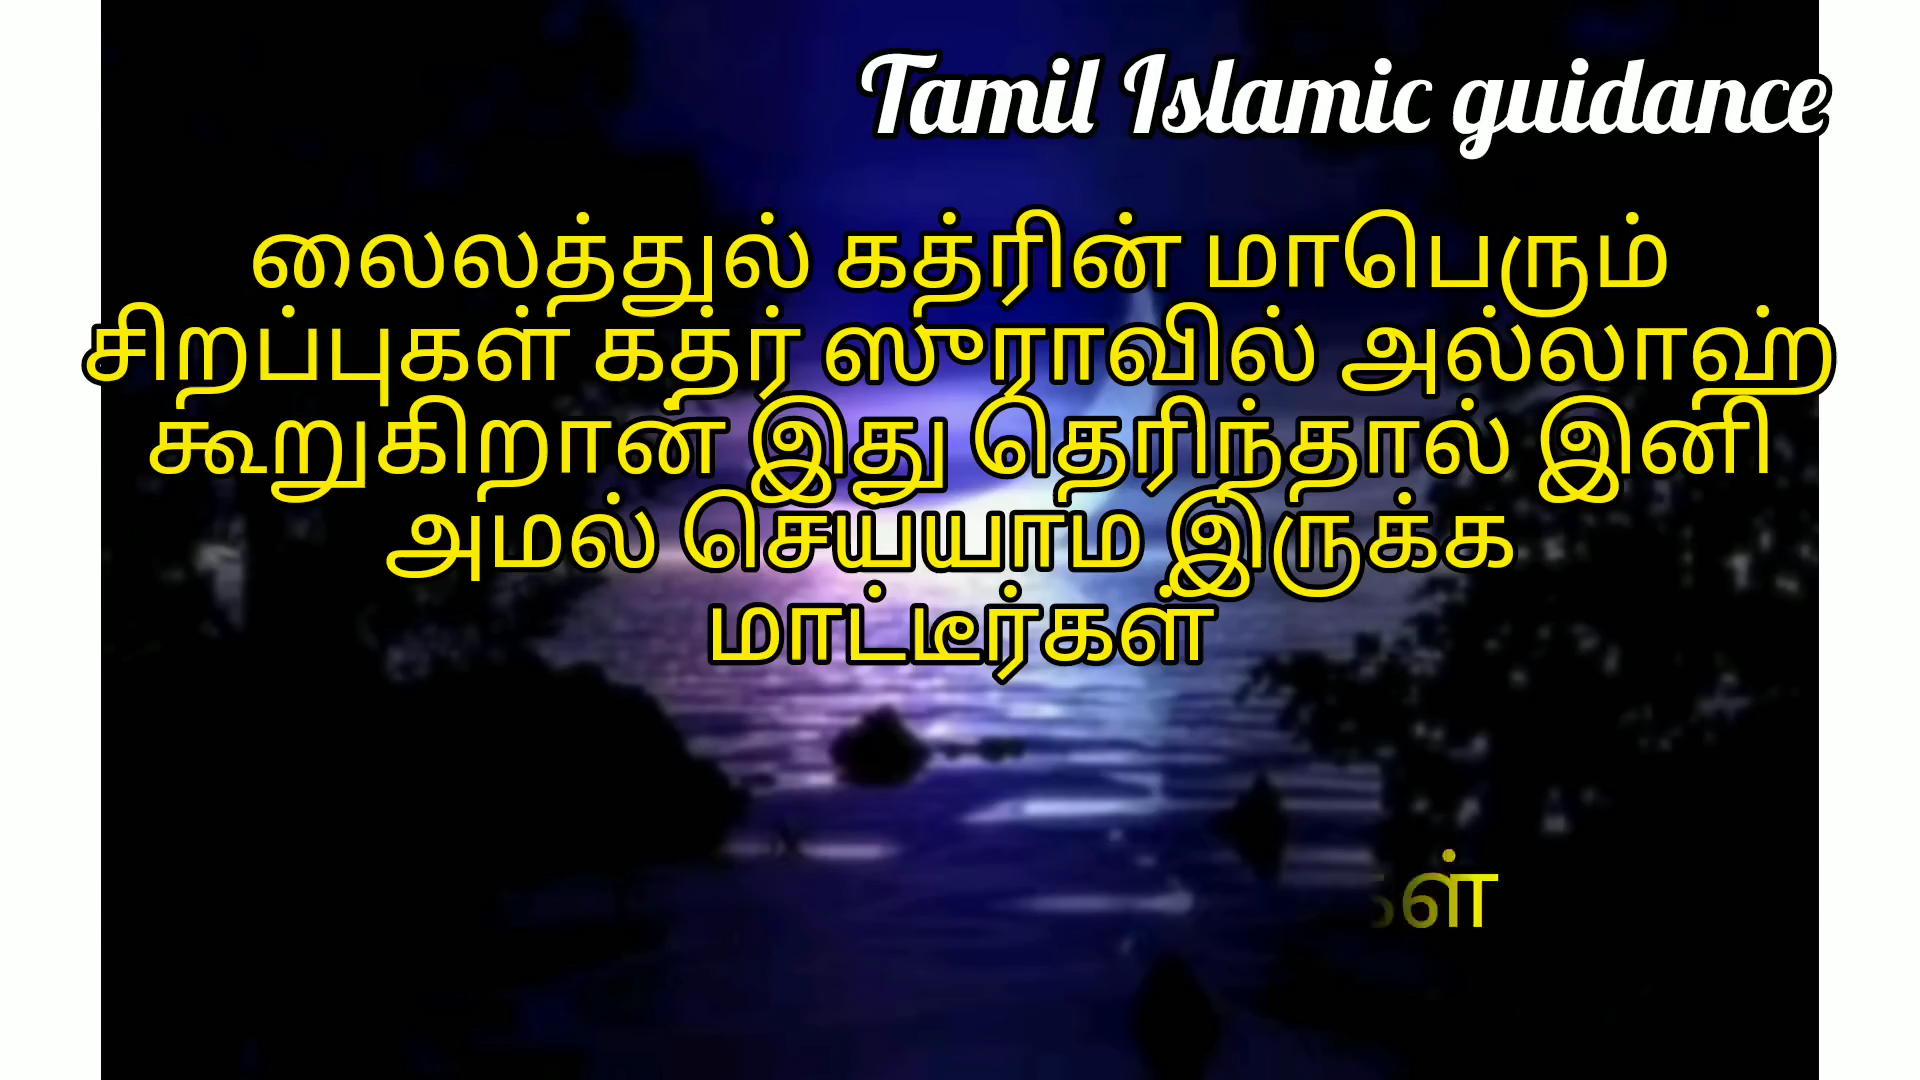 Tamil Islamic guidance
லைலத்துல் கத்ரின் மாபெரும்
சிறப்புகள் கத்ர் ஸுராவில் அல்லாஹ்
கூறுகிறான் இது தெரிந்தால் இனி
அமல் செய்யாம இருக்க
மாட்டீர்கள்